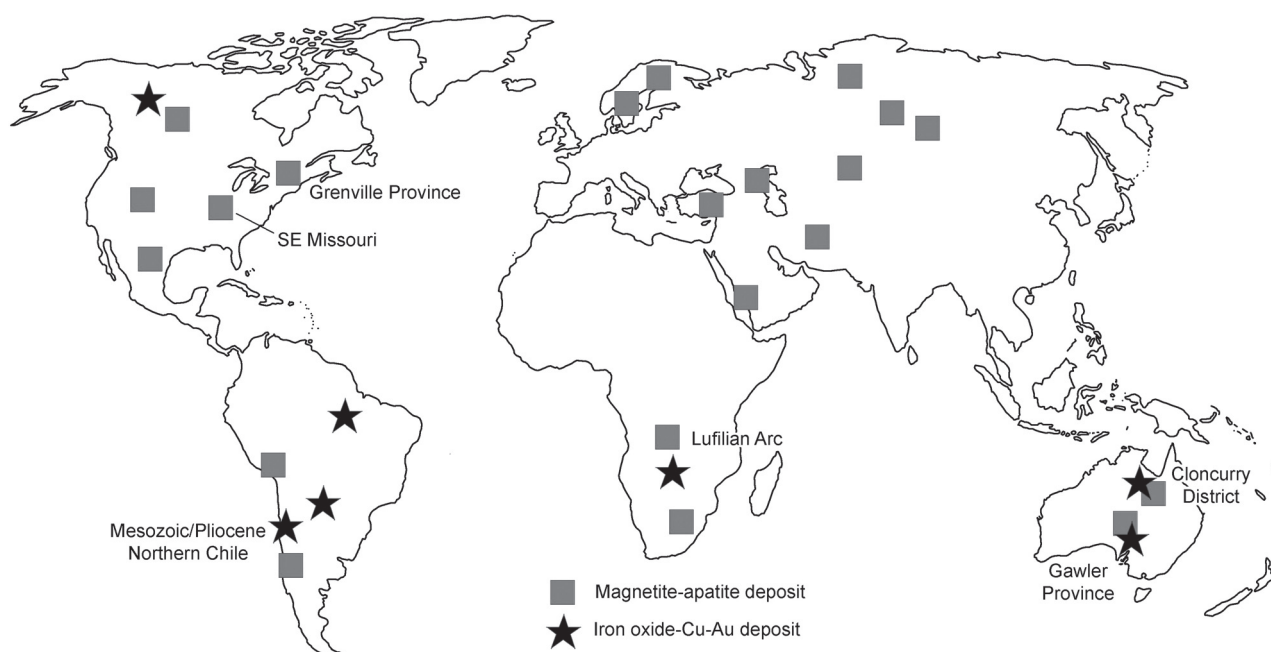 Grenville Province
SE Missouri
Lufilian Arc
Cloncurry
District
Mesozoic/Pliocene
Northern Chile
Gawler
Province
Magnetite-apatite deposit
Iron oxide-Cu-Au deposit